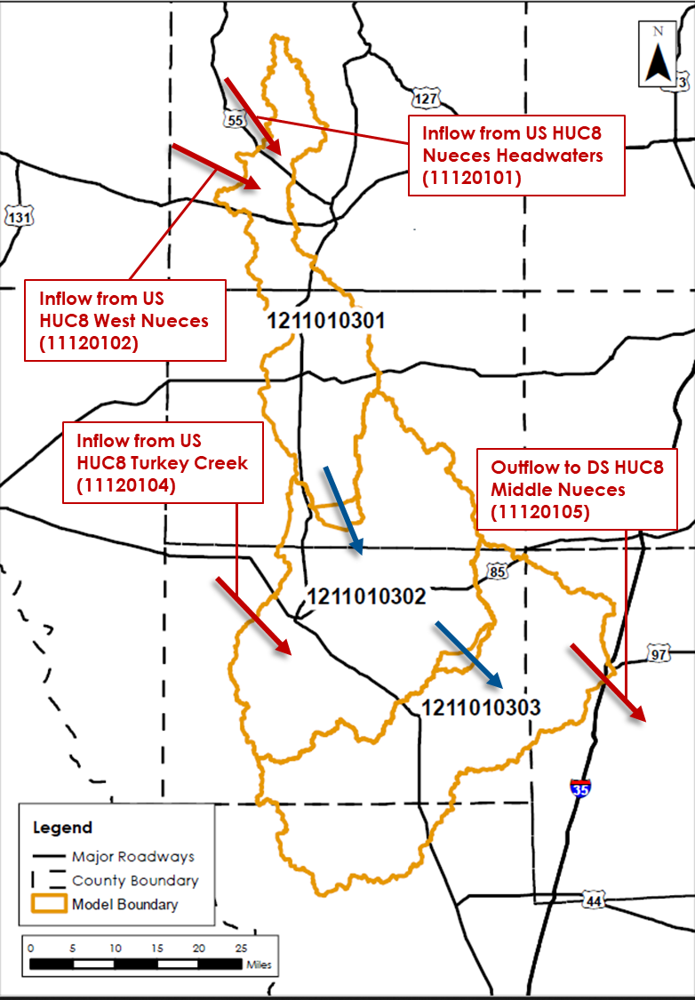 N
55
127
3
Inflow from US HUC8
Nueces Headwaters
(11120101)
131
Inflow from US
HUC8 West Nueces
(11120102)
1211010301
Inflow from US
HUC8 Turkey Creek
(11120104)
Outflow to DS HUC8
Middle Nueces
(11120105)
85
1211010302
97
1211010303
35
Legend
Major Roadways
County Boundary
Model Boundary
44
0 5 10 15 20 25
Miles